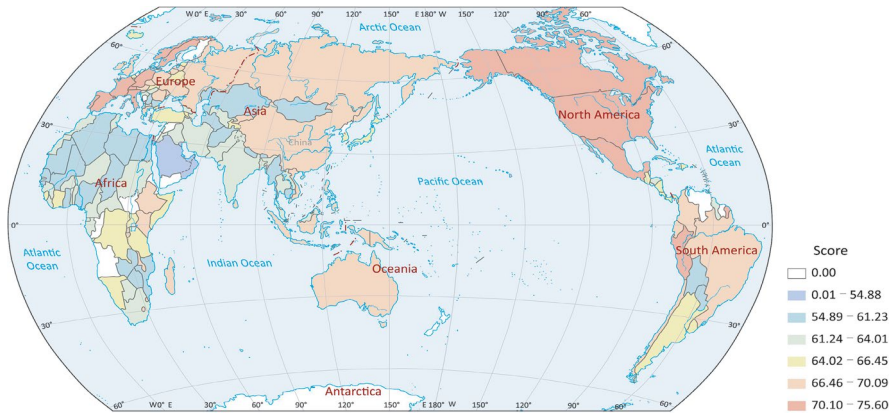 W 0° E 30° 60° 90° 120° 150° E 180° W 150° 120° 90° 60°
Arctic Ocean
60°
60°
Europe
Asia
North America
30°
30°
China
Atlantic
Ocean
Africa
Pacific Ocean
0°
0°
Atlantic
Ocean
Indian Ocean
Oceania
South America
30°
30°
Antarctica
60° W 0° E 30° 60° 90° 120° 150° E 180° W 150° 120° 90° 60°
Score
0.00
0.01 – 54.88
54.89 – 61.23
61.24 – 64.01
64.02 – 66.45
66.46 – 70.09
70.10 – 75.60